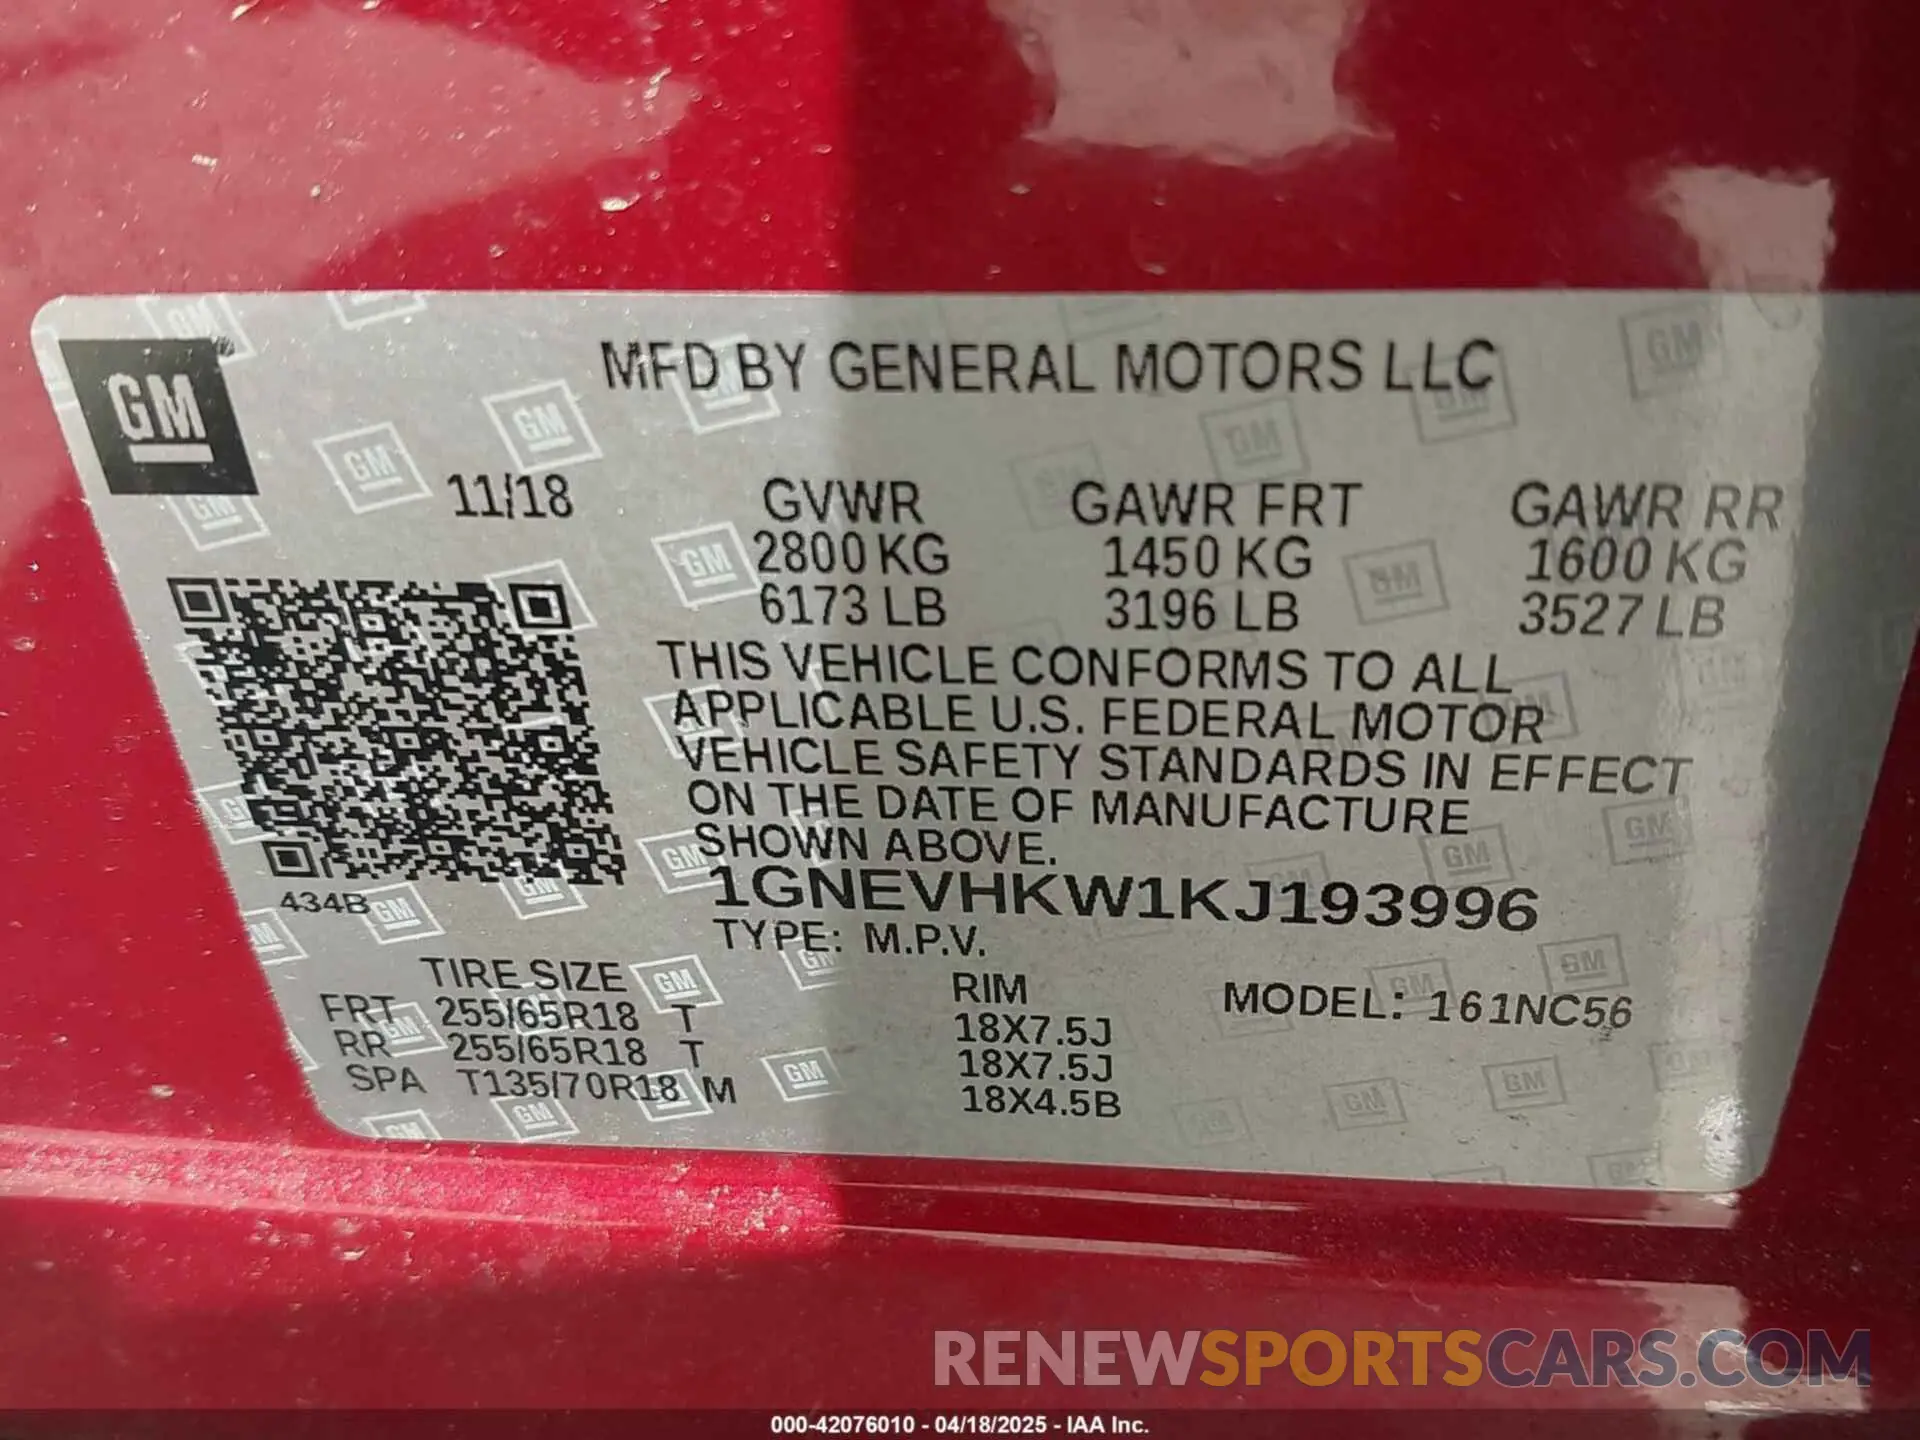 GM
MFD BY GENERAL MOTORS LLC
11/18 GVWR GAWR FRT GAWR RR
2800 KG 1450 KG 1600 KG
6173 LB 3196 LB 3527 LB
THIS VEHICLE CONFORMS TO ALL
APPLICABLE U.S. FEDERAL MOTOR
VEHICLE SAFETY STANDARDS IN EFFECT
ON THE DATE OF MANUFACTURE
SHOWN ABOVE.
434B
1GNEVHKW1KJ193996
TYPE: M.P.V.
TIRE SIZE RIM MODEL: 161NC56
FRT 255/65R18 T 18X7.5J
RR 255/65R18 T 18X7.5J
SPA T135/70R18 M 18X4.5B
RENEWSPORTSCARS.COM
000-42076010 - 04/18/2025 - IAA Inc.